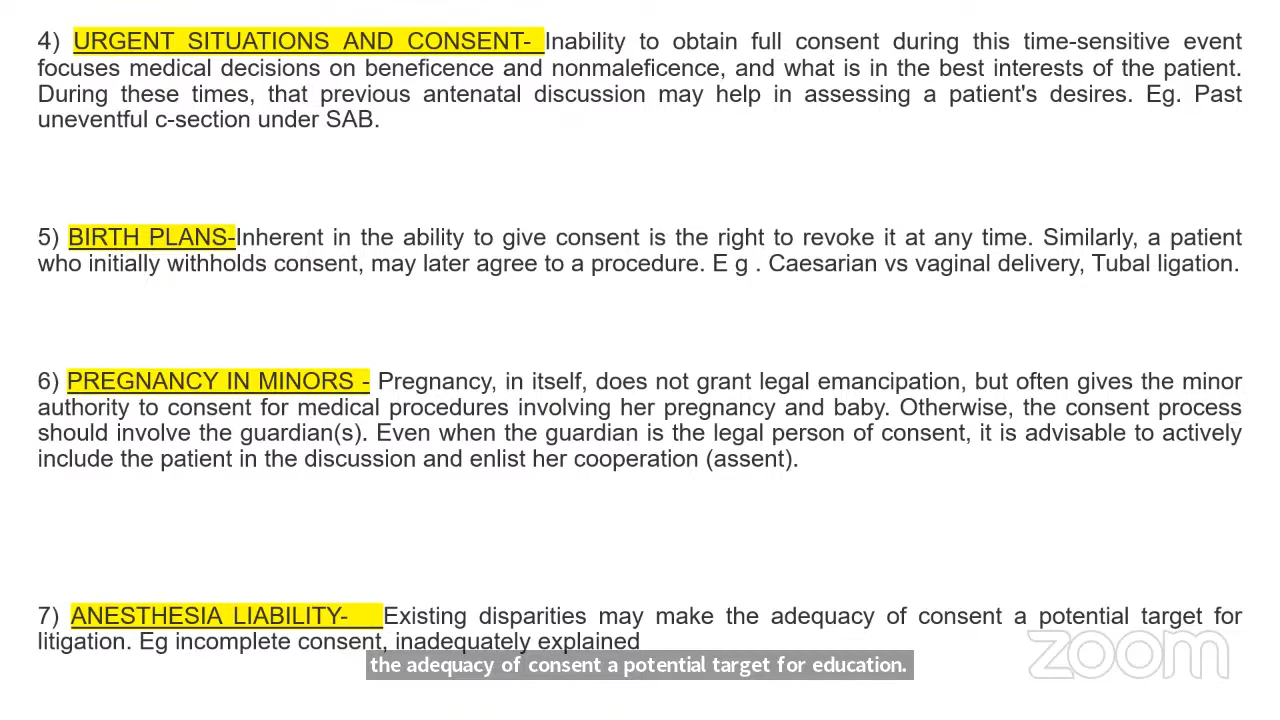 4) URGENT SITUATIONS AND CONSENT- Inability to obtain full consent during this time-sensitive event
focuses medical decisions on beneficence and nonmaleficence, and what is in the best interests of the patient.
During these times, that previous antenatal discussion may help in assessing a patient's desires. Eg. Past
uneventful c-section under SAB.
5) BIRTH PLANS-Inherent in the ability to give consent is the right to revoke it at any time. Similarly, a patient
who initially withholds consent, may later agree to a procedure. E g . Caesarian vs vaginal delivery, Tubal ligation.
6) PREGNANCY IN MINORS - Pregnancy, in itself, does not grant legal emancipation, but often gives the minor
authority to consent for medical procedures involving her pregnancy and baby. Otherwise, the consent process
should involve the guardian(s). Even when the guardian is the legal person of consent, it is advisable to actively
include the patient in the discussion and enlist her cooperation (assent).
7) ANESTHESIA LIABILITY- Existing disparities may make the adequacy of consent a potential target for
litigation. Eg incomplete consent, inadequately explained
the adequacy of consent a potential target for education.
zoom